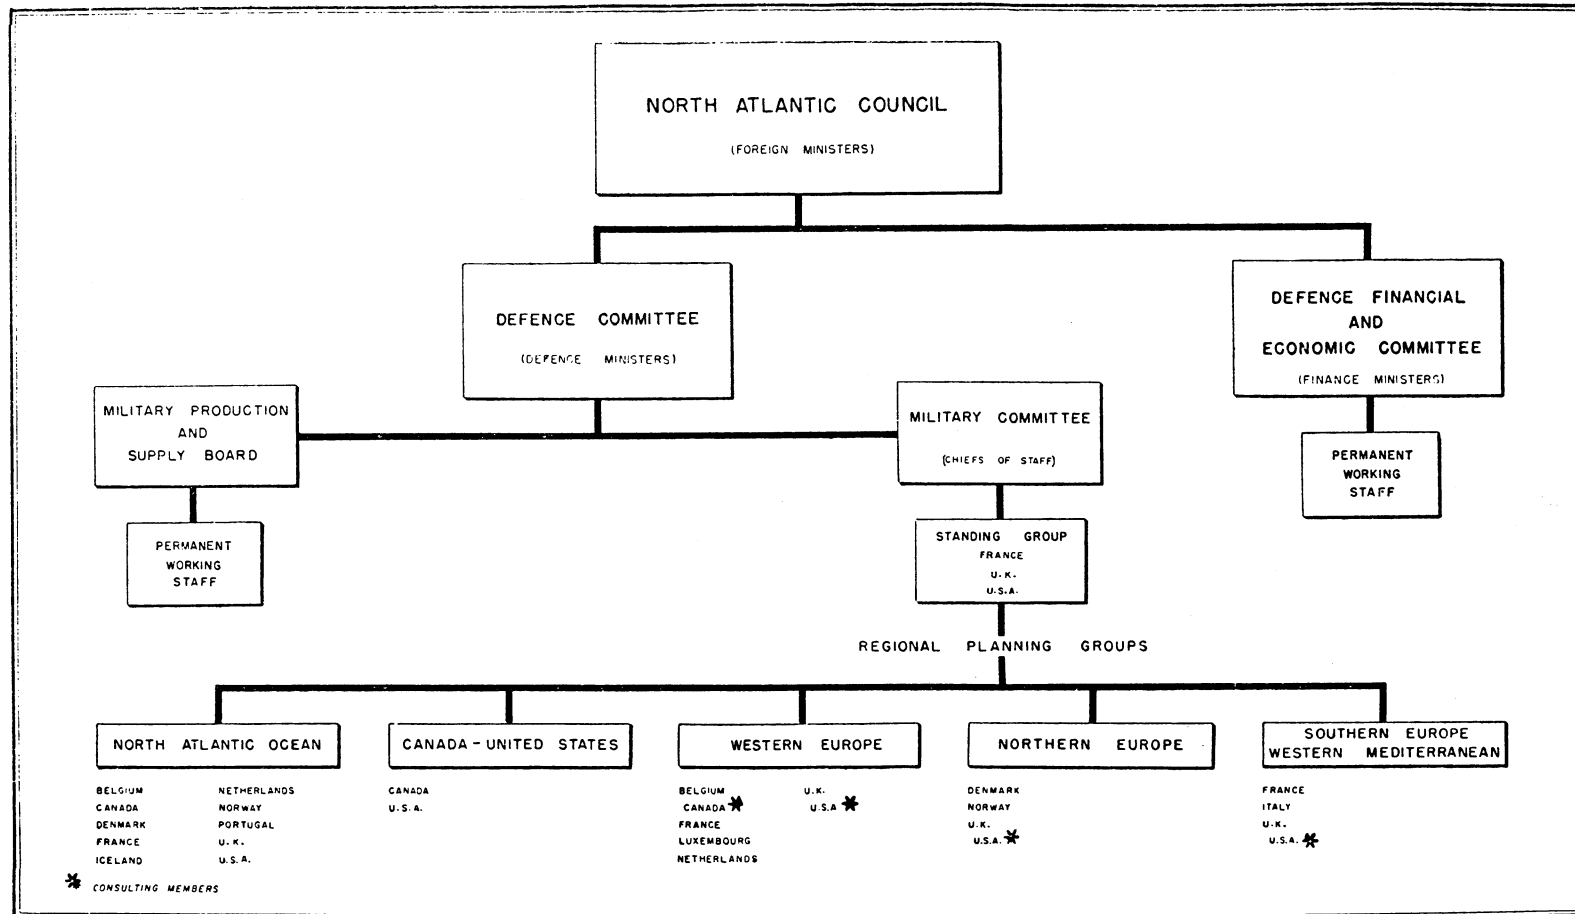 NORTH ATLANTIC COUNCIL
(FOREIGN MINISTERS)
DEFENCE COMMITTEE
(DEFENCE MINISTERS)
DEFENCE FINANCIAL
AND
ECONOMIC COMMITTEE
(FINANCE MINISTERS)
MILITARY PRODUCTION
AND
SUPPLY BOARD
MILITARY COMMITTEE
(CHIEFS OF STAFF)
PERMANENT
WORKING
STAFF
PERMANENT
WORKING
STAFF
STANDING GROUP
FRANCE
U.K.
U.S.A.
REGIONAL PLANNING GROUPS
NORTH ATLANTIC OCEAN
BELGIUM
CANADA
DENMARK
FRANCE
ICELAND
NETHERLANDS
NORWAY
PORTUGAL
U.K.
U.S.A.
CANADA-UNITED STATES
CANADA
U.S.A.
WESTERN EUROPE
BELGIUM
CANADA *
FRANCE
LUXEMBOURG
NETHERLANDS
U.K.
U.S.A *
NORTHERN EUROPE
DENMARK
NORWAY
U.K.
U.S.A. *
SOUTHERN EUROPE
WESTERN MEDITERRANEAN
FRANCE
ITALY
U.K.
U.S.A. *
* CONSULTING MEMBERS